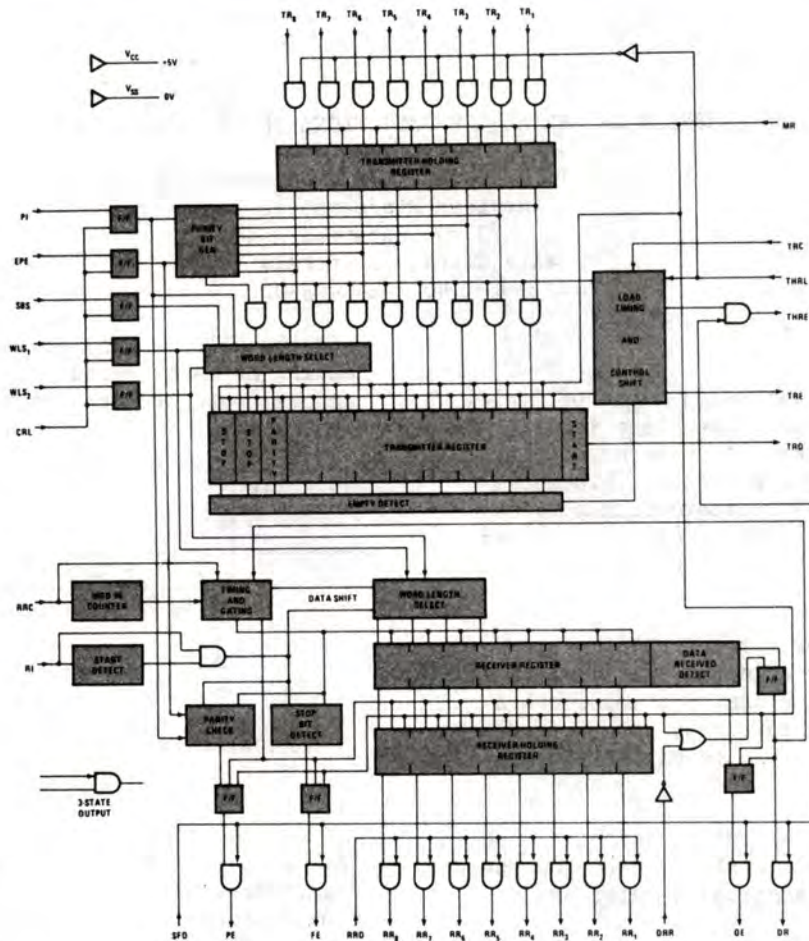 TR8 TR7 TR6 TR5 TR4 TR3 TR2 TR1
VCC +5V
VSS 0V
MR
TRANSMITTER HOLDING
REGISTER
PI
F/F
PARITY
BIT
GEN
EPE
F/F
TRC
SBS
F/F
LOAD
TIMING
AND
CONTROL
SHIFT
THRL
THRE
WLS1
F/F
WORD LENGTH SELECT
WLS2
F/F
TRE
CRL
STOP
STOP
PARITY
TRANSMITTER REGISTER
START
TRO
EMPTY DETECT
RRC
COUNTER
TIMING
AND
GATING
DATA SHIFT
WORD LENGTH
SELECT
RI
START
DETECT
RECEIVER REGISTER
DATA
RECEIVED
DETECT
F/F
PARITY
CHECK
STOP
BIT
DETECT
RECEIVER HOLDING
REGISTER
F/F
F/F
F/F
3-STATE
OUTPUT
SFD PE FE RRD RR8 RR7 RR6 RR5 RR4 RR3 RR2 RR1 DRR OE DR